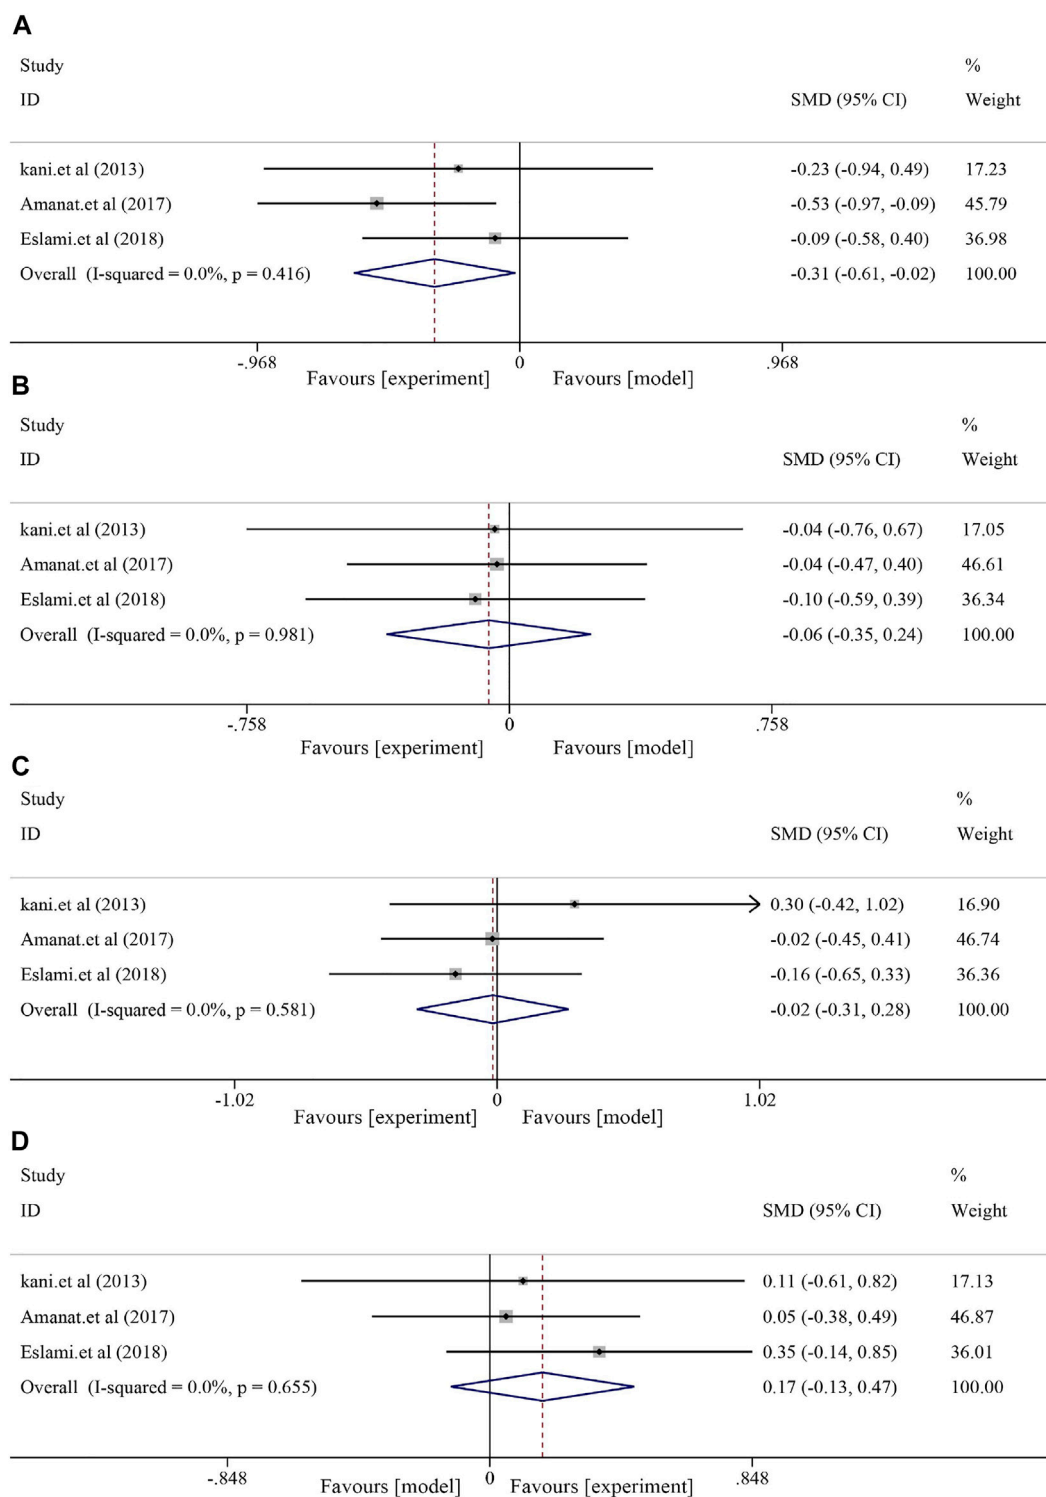 A
Study %
ID SMD (95% CI) Weight
kani.et al (2013) -0.23 (-0.94, 0.49) 17.23
Amanat.et al (2017) -0.53 (-0.97, -0.09) 45.79
Eslami.et al (2018) -0.09 (-0.58, 0.40) 36.98
Overall (I-squared = 0.0%, p = 0.416) -0.31 (-0.61, -0.02) 100.00
-.968 0 .968
Favours [experiment] Favours [model]
B
Study %
ID SMD (95% CI) Weight
kani.et al (2013) -0.04 (-0.76, 0.67) 17.05
Amanat.et al (2017) -0.04 (-0.47, 0.40) 46.61
Eslami.et al (2018) -0.10 (-0.59, 0.39) 36.34
Overall (I-squared = 0.0%, p = 0.981) -0.06 (-0.35, 0.24) 100.00
-.758 0 .758
Favours [experiment] Favours [model]
C
Study %
ID SMD (95% CI) Weight
kani.et al (2013) 0.30 (-0.42, 1.02) 16.90
Amanat.et al (2017) -0.02 (-0.45, 0.41) 46.74
Eslami.et al (2018) -0.16 (-0.65, 0.33) 36.36
Overall (I-squared = 0.0%, p = 0.581) -0.02 (-0.31, 0.28) 100.00
-1.02 0 1.02
Favours [experiment] Favours [model]
D
Study %
ID SMD (95% CI) Weight
kani.et al (2013) 0.11 (-0.61, 0.82) 17.13
Amanat.et al (2017) 0.05 (-0.38, 0.49) 46.87
Eslami.et al (2018) 0.35 (-0.14, 0.85) 36.01
Overall (I-squared = 0.0%, p = 0.655) 0.17 (-0.13, 0.47) 100.00
-.848 0 .848
Favours [model] Favours [experiment]